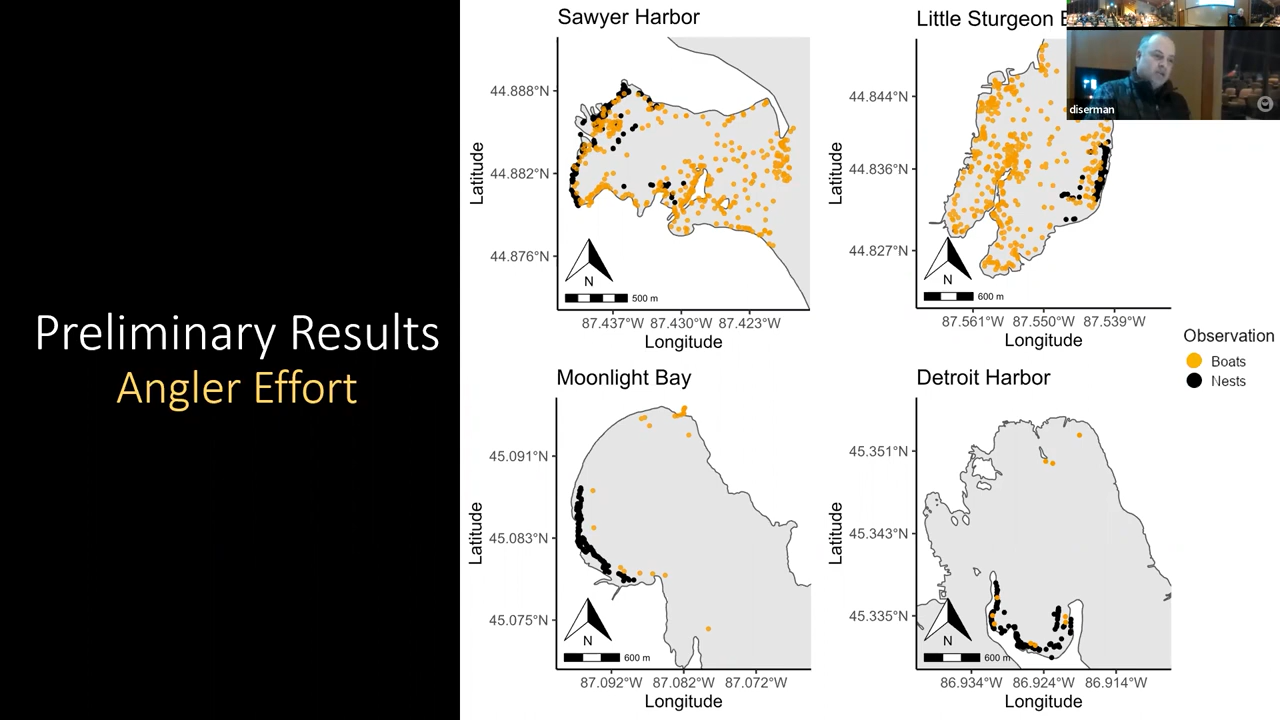 Preliminary Results
Angler Effort
Sawyer Harbor
Latitude
44.888°N
44.882°N
44.876°N
N
500 m
87.437°W 87.430°W 87.423°W
Longitude
Little Sturgeon
Latitude
44.844°N
44.836°N
44.827°N
N
600 m
87.561°W 87.550°W 87.539°W
Longitude
diserman
Observation
Boats
Nests
Moonlight Bay
Latitude
45.091°N
45.083°N
45.075°N
N
600 m
87.092°W 87.082°W 87.072°W
Longitude
Detroit Harbor
Latitude
45.351°N
45.343°N
45.335°N
N
600 m
86.934°W 86.924°W 86.914°W
Longitude